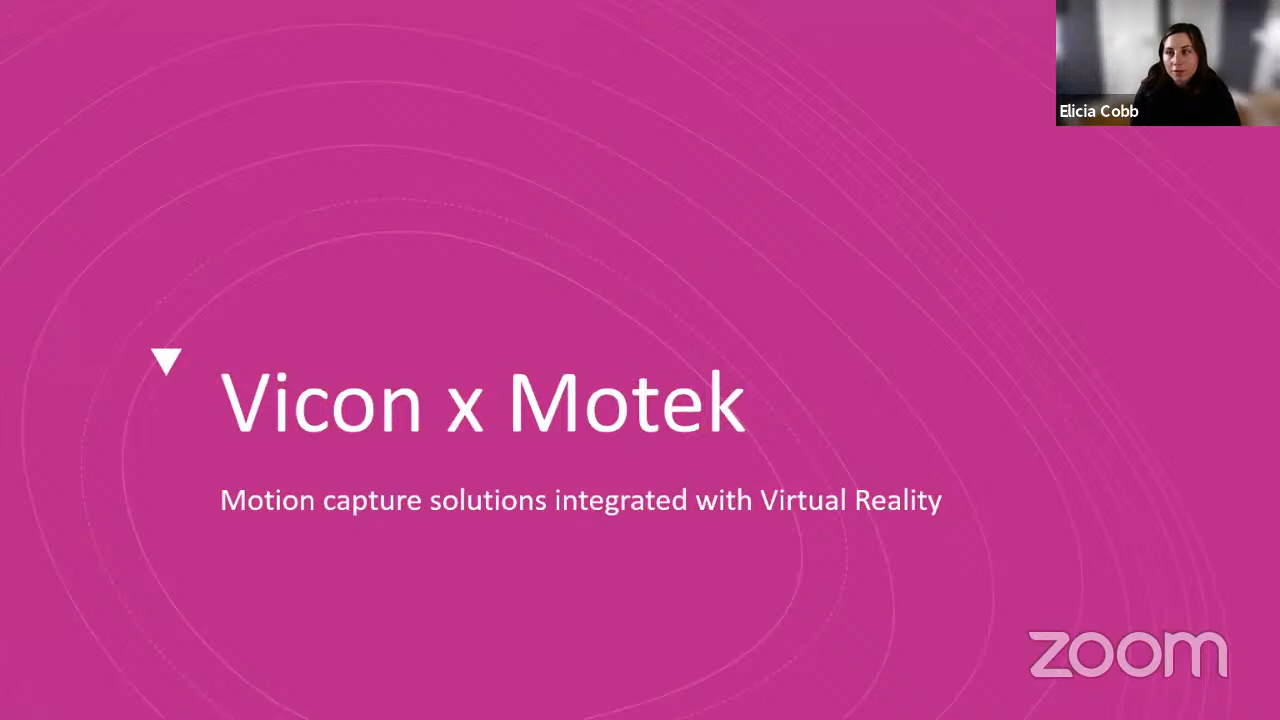 Elicia Cobb
Vicon x Motek
Motion capture solutions integrated with Virtual Reality
zoom